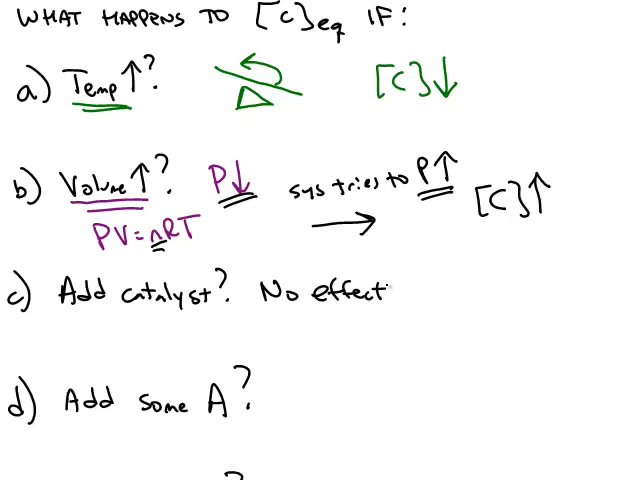 WHAT HAPPENS TO [C]eq IF:
a) Temp ↑? [C]↓
b) Volume ↑? P↓ sys tries to P↑ → [C]↑
PV=nRT
c) Add catalyst? No effect
d) Add some A?
?